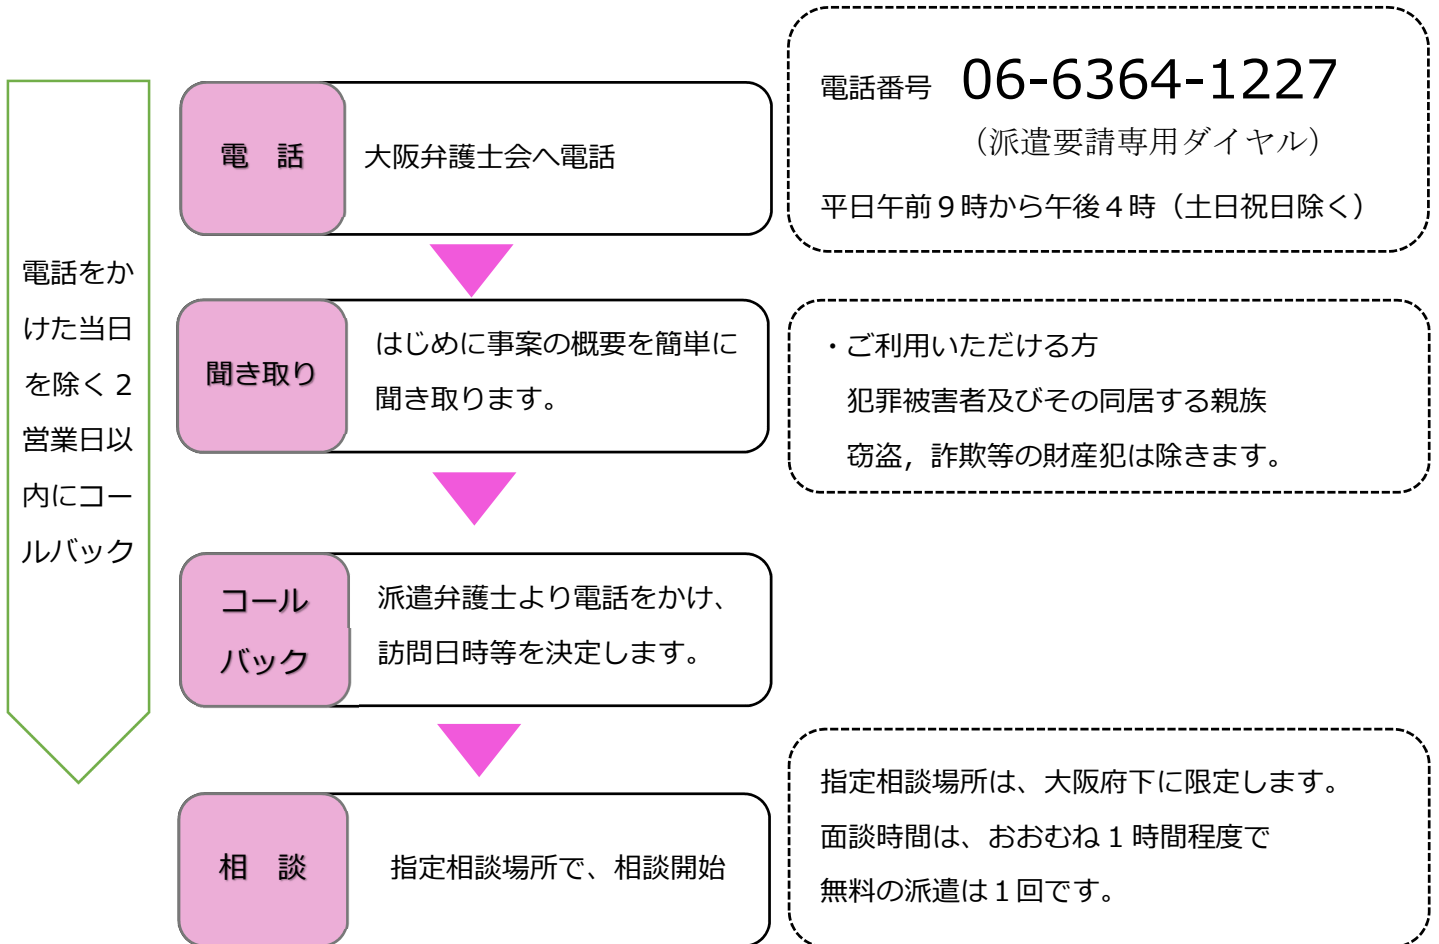 電話をか
けた当日
を除く２
営業日以
内にコー
ルバック
電　話
大阪弁護士会へ電話
電話番号　06-6364-1227
（派遣要請専用ダイヤル）
平日午前９時から午後４時（土日祝日除く）
聞き取り
はじめに事案の概要を簡単に
聞き取ります。
・ご利用いただける方
犯罪被害者及びその同居する親族
窃盗，詐欺等の財産犯は除きます。
コール
バック
派遣弁護士より電話をかけ、
訪問日時等を決定します。
相　談
指定相談場所で、相談開始
指定相談場所は、大阪府下に限定します。
面談時間は、おおむね１時間程度で
無料の派遣は１回です。